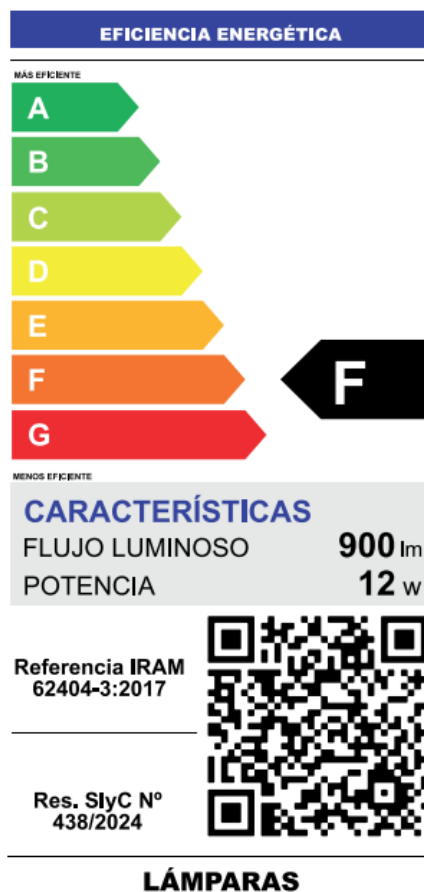 EFICIENCIA ENERGÉTICA
MÁS EFICIENTE
A
B
C
D
E
F
F
G
MENOS EFICIENTE
CARACTERÍSTICAS
FLUJO LUMINOSO 900 lm
POTENCIA 12 w
Referencia IRAM
62404-3:2017
Res. SIyC Nº
438/2024
LÁMPARAS